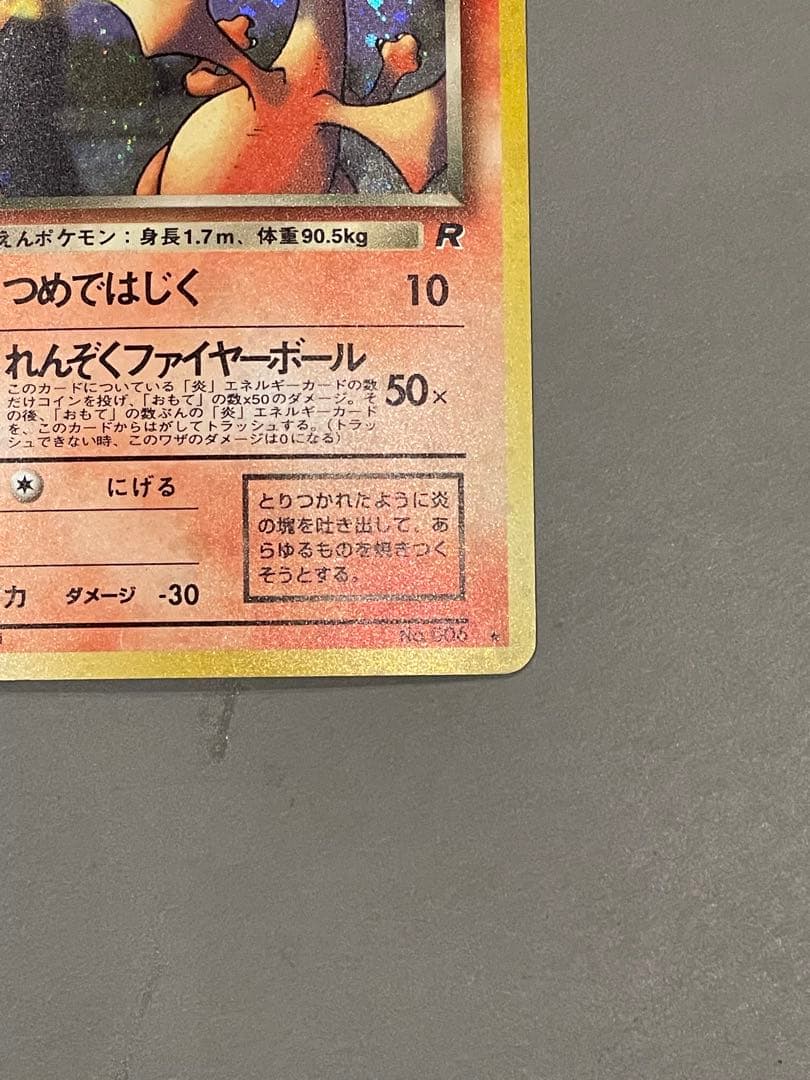 えんポケモン：身長1.7m、体重90.5kg
R
つめではじく 10
れんぞくファイヤーボール
このカードについている「炎」エネルギーカードの数
だけコインを投げ、「おもて」の数x50のダメージ。そ
の後、「おもて」の数ぶんの「炎」エネルギーカード
を、このカードからはがしてトラッシュする。（トラッ
シュできない時、このワザのダメージは0になる）
50×
にげる
とりつかれたように炎
の塊を吐き出して、あ
らゆるものを焼きつく
そうとする。
力 ダメージ -30
No. 006 ★